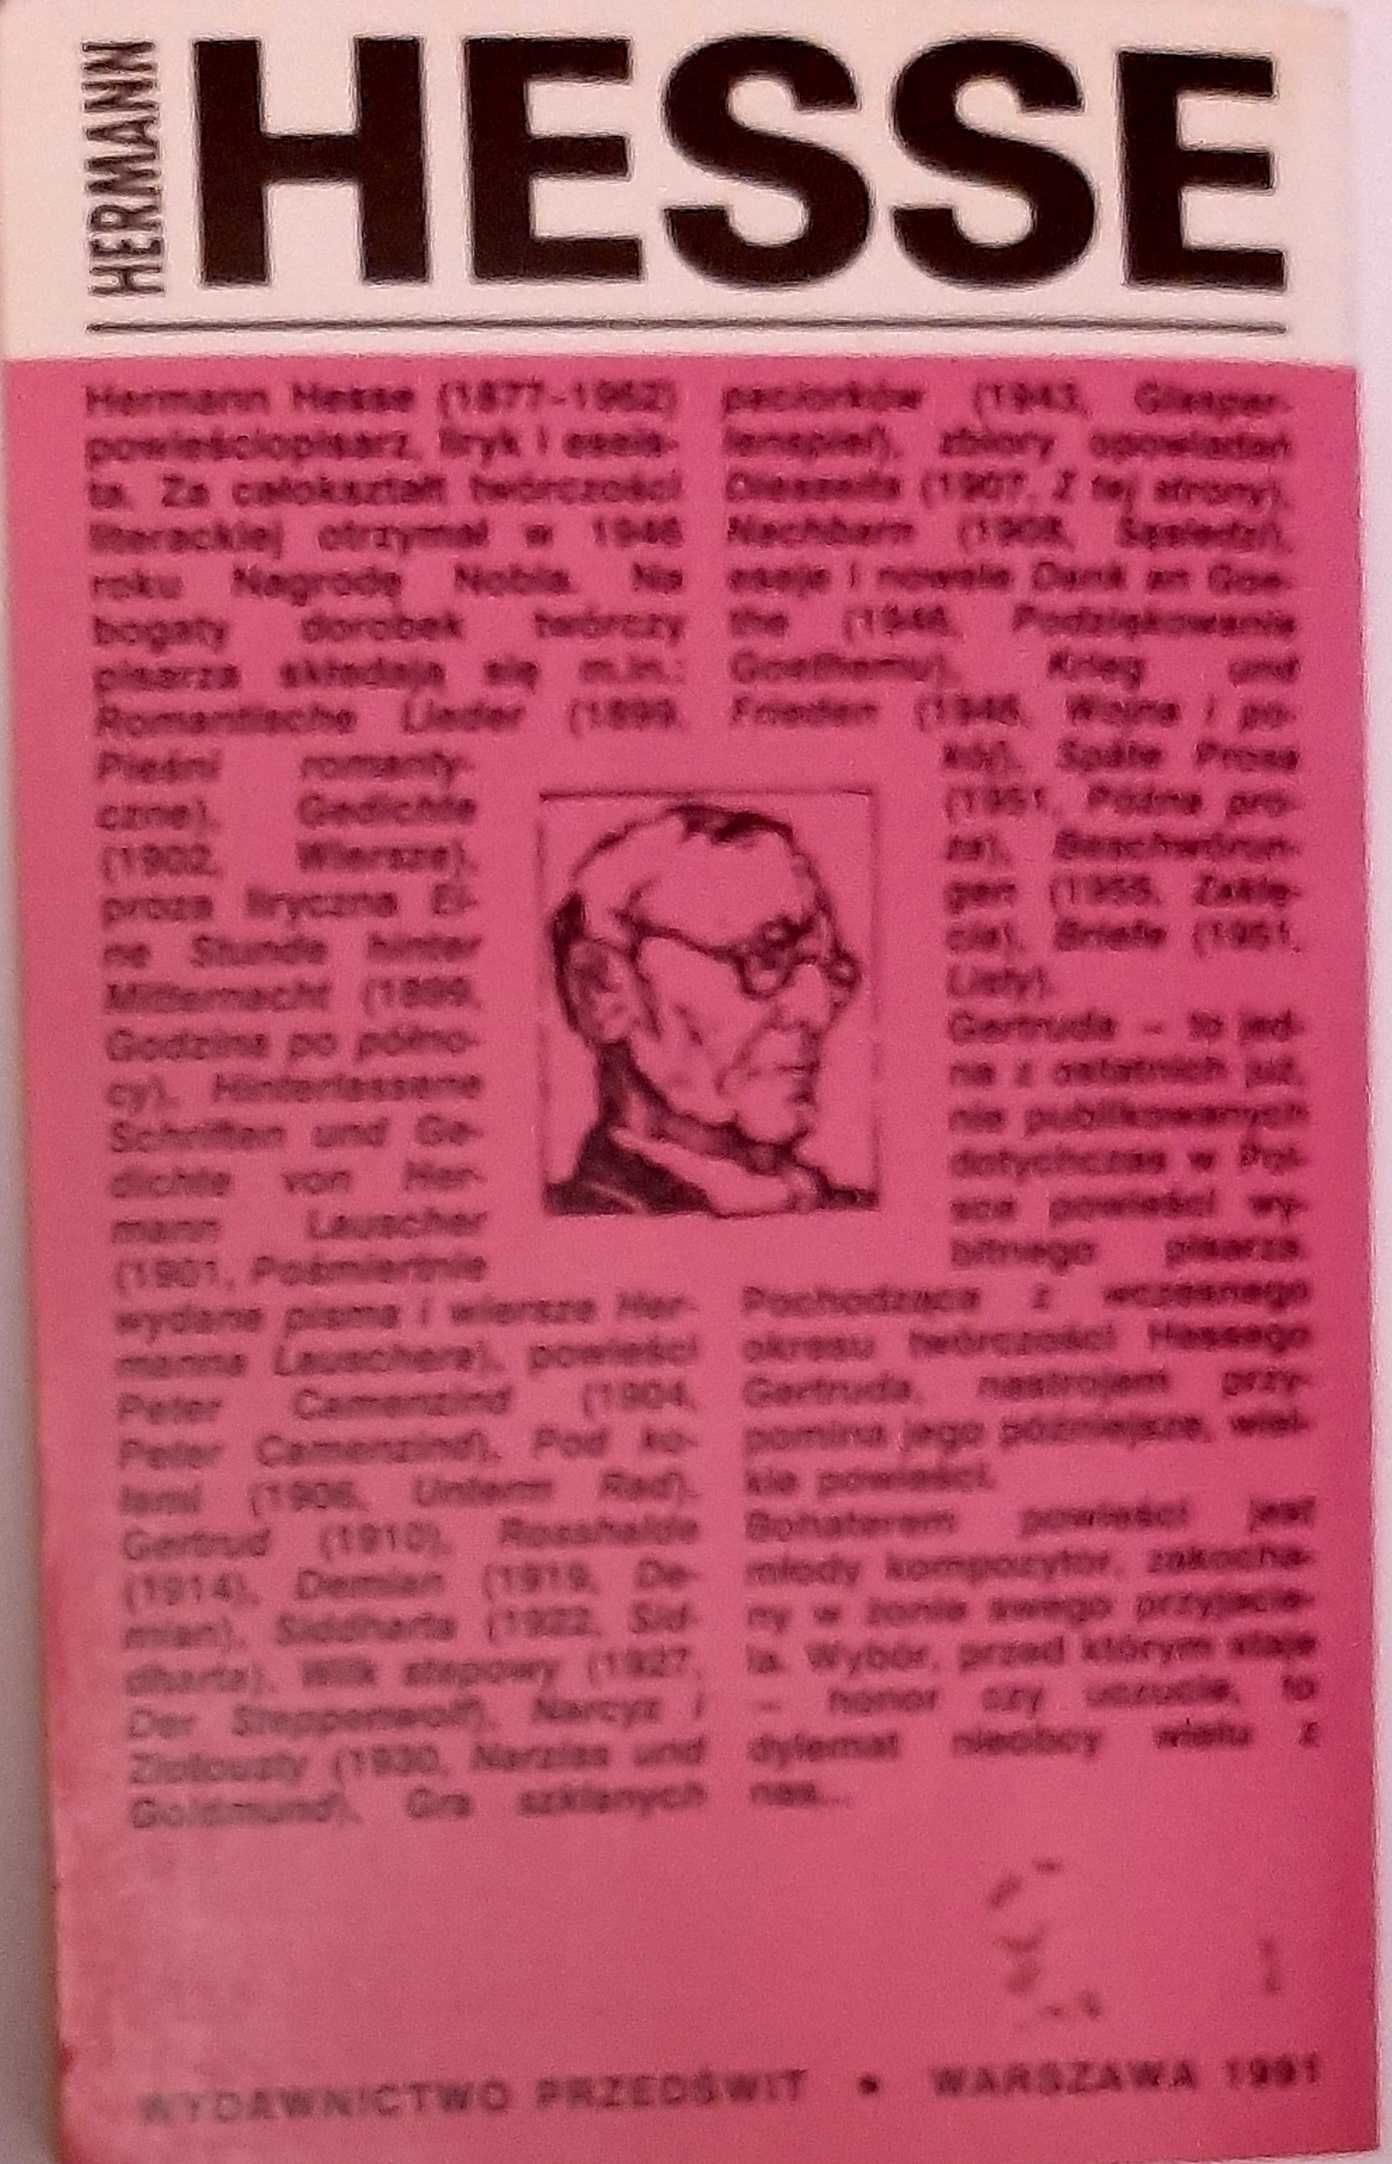 HERMANN
HESSE
Hermann Hesse (1877-1962)
powieściopisarz, liryk i eseis-
ta. Za całokształt twórczości
literackiej otrzymał w 1946
roku Nagrodę Nobla. Na
bogaty dorobek twórczy
pisarza składają się m.in.:
Romantische Lieder (1899,
Pieśni romanty-
czne), Gedichte
(1902, Wiersze),
proza liryczna Ei-
ne Stunde hinter
Mitternacht (1899,
Godzina po półno-
cy), Hinterlassene
Schriften und Ge-
dichte von Her-
mann Lauscher
(1901, Pośmiertnie
wydane pisma i wiersze Her-
manna Lauschera), powieści
Peter Camenzind (1904,
Peter Camenzind), Pod ko-
łami (1906, Unterm Rad),
Gertrud (1910), Rosshalde
(1914), Demian (1919, De-
mian), Siddharta (1922, Sid-
dharta), Wilk stepowy (1927,
Der Steppenwolf), Narcyz i
Złotousty (1930, Narziss und
Goldmund), Gra szklanych
paciorków (1943, Glasper-
lenspiel), zbiory opowiadań
Diesseits (1907, Z tej strony),
Nachbarn (1908, Sąsiedzi),
eseje i nowele Dank an Goe-
the (1946, Podziękowanie
Goethemu), Krieg und
Frieden (1946, Wojna i po-
kój), Späte Prosa
(1951, Późna pro-
za), Beschwörun-
gen (1955, Zaklę-
cia), Briefe (1951,
Listy).
Gertruda – to jed-
na z ostatnich już,
nie publikowanych
dotychczas w Pol-
sce powieści wy-
bitnego pisarza.
Pochodząca z wczesnego
okresu twórczości Hessego
Gertruda, nastrojem przy-
pomina jego późniejsze, wiel-
kie powieści.
Bohaterem powieści jest
młody kompozytor, zakocha-
ny w żonie swego przyjacie-
la. Wybór, przed którym staje
– honor czy uczucie, to
dylemat nieobcy wielu z
nas...
WYDAWNICTWO PRZEDŚWIT • WARSZAWA 1991